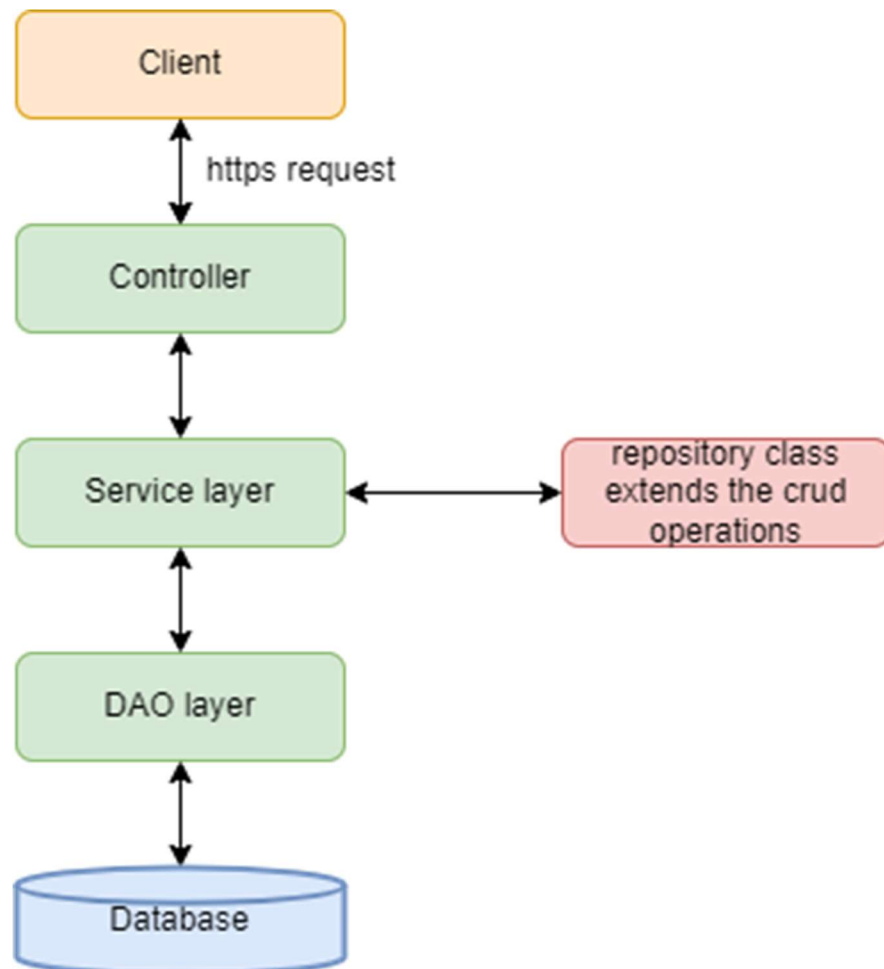 Client
https request
Controller
Service layer
repository class
extends the crud
operations
DAO layer
Database